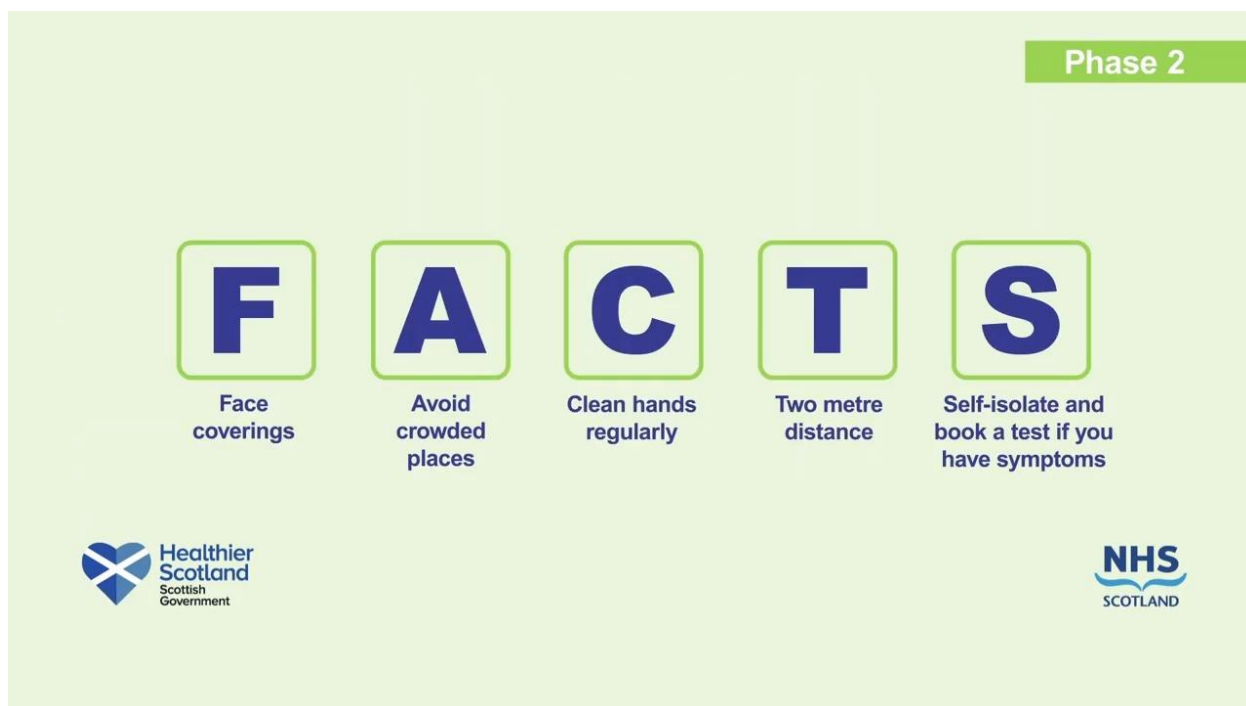 Phase 2
F A C T S
Face
coverings
Avoid
crowded
places
Clean hands
regularly
Two metre
distance
Self-isolate and
book a test if you
have symptoms
Healthier
Scotland
Scottish
Government
NHS
SCOTLAND